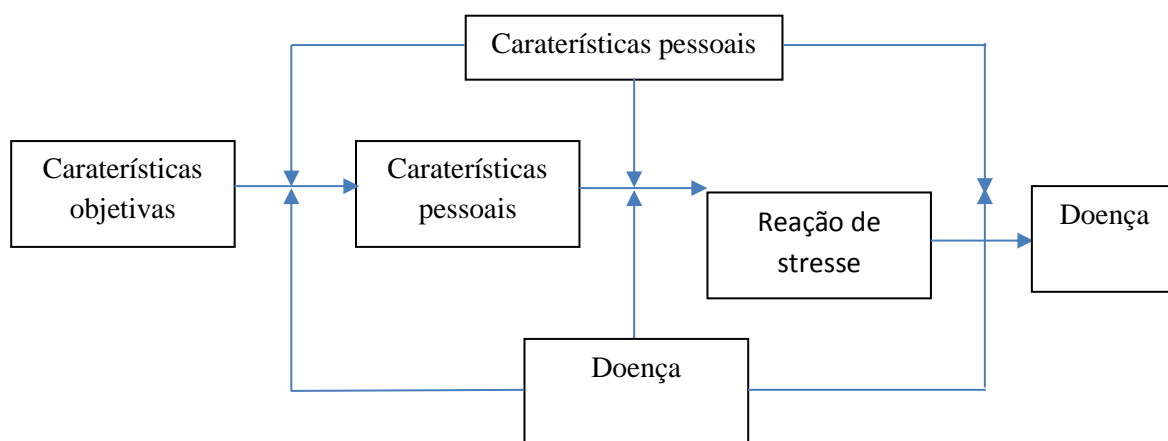 Caraterísticas pessoais
Caraterísticas
objetivas
Caraterísticas
pessoais
Reação de
stresse
Doença
Doença